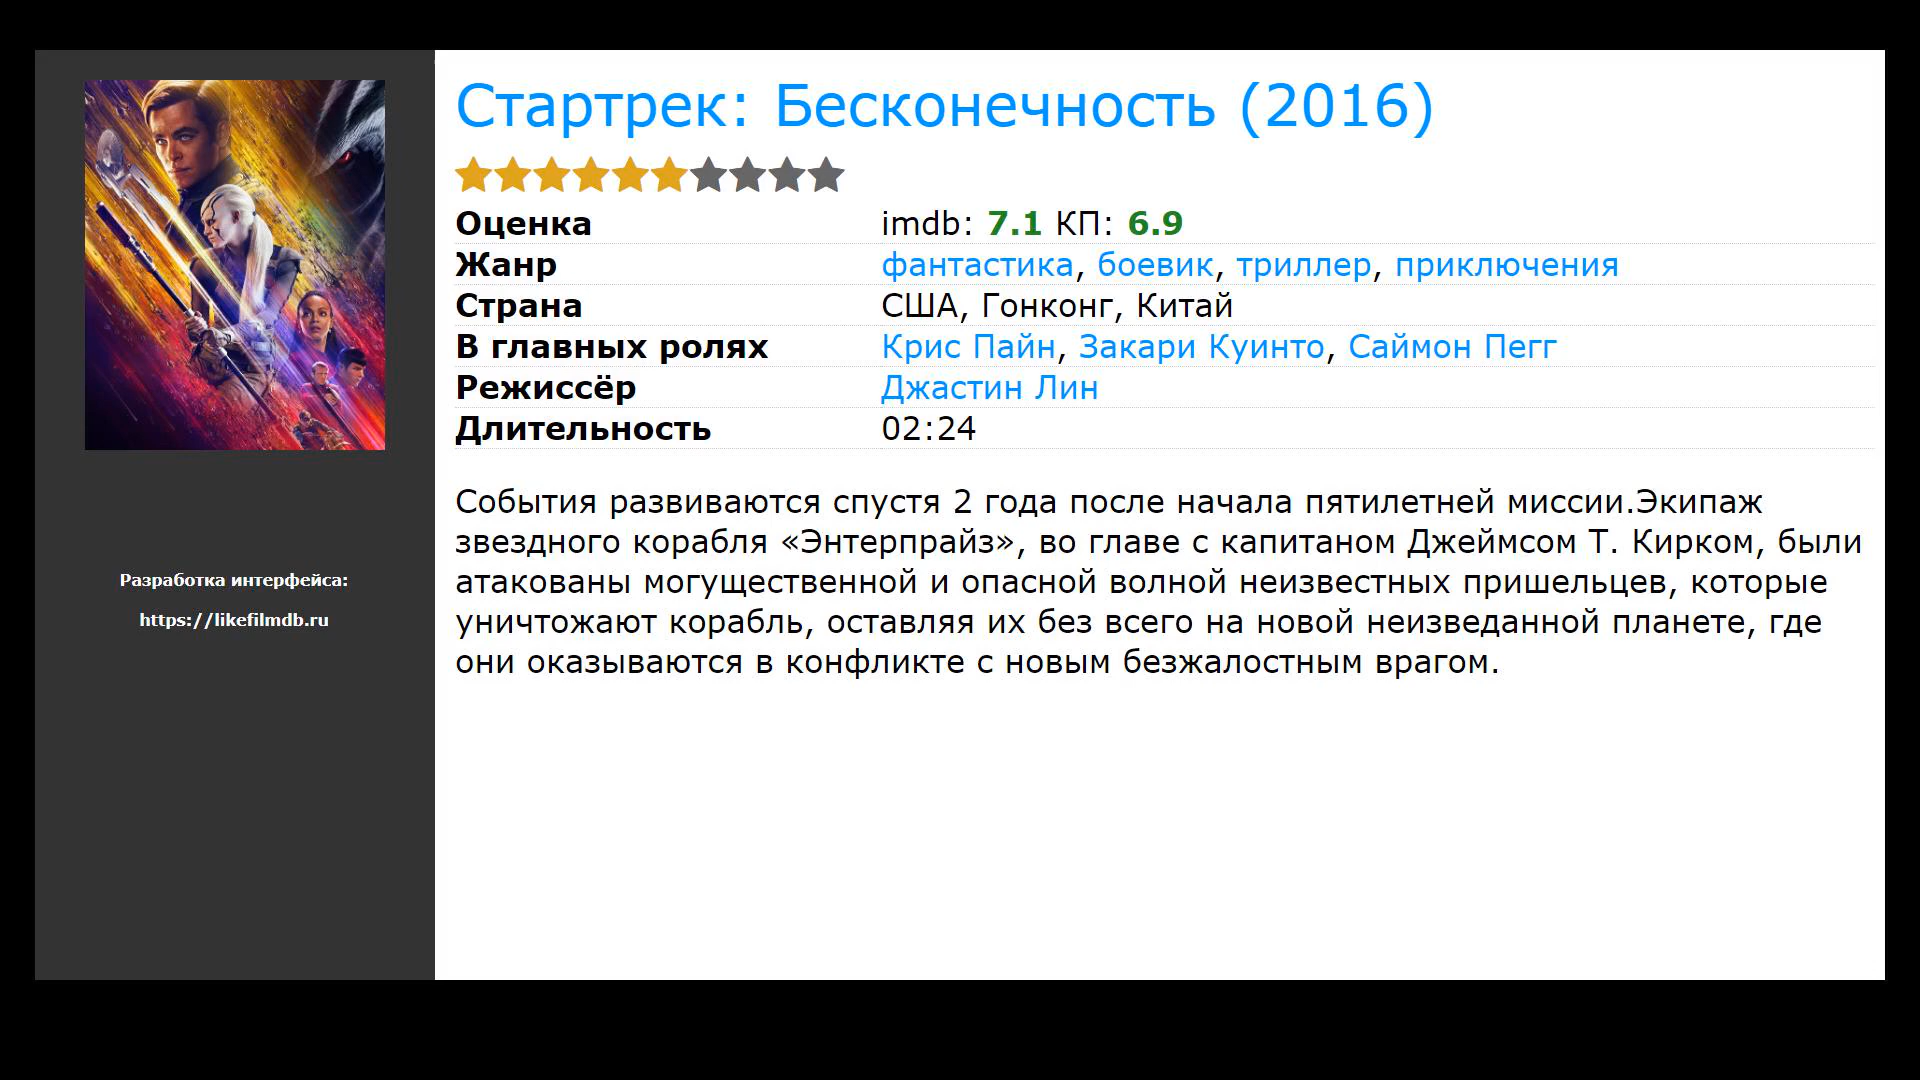 Стартрек: Бесконечность (2016)
Оценка imdb: 7.1 КП: 6.9
Жанр фантастика, боевик, триллер, приключения
Страна США, Гонконг, Китай
В главных ролях Крис Пайн, Закари Куинто, Саймон Пегг
Режиссёр Джастин Лин
Длительность 02:24
События развиваются спустя 2 года после начала пятилетней миссии.Экипаж
звездного корабля «Энтерпрайз», во главе с капитаном Джеймсом Т. Кирком, были
атакованы могущественной и опасной волной неизвестных пришельцев, которые
уничтожают корабль, оставляя их без всего на новой неизведанной планете, где
они оказываются в конфликте с новым безжалостным врагом.
Разработка интерфейса:
https://likefilmdb.ru